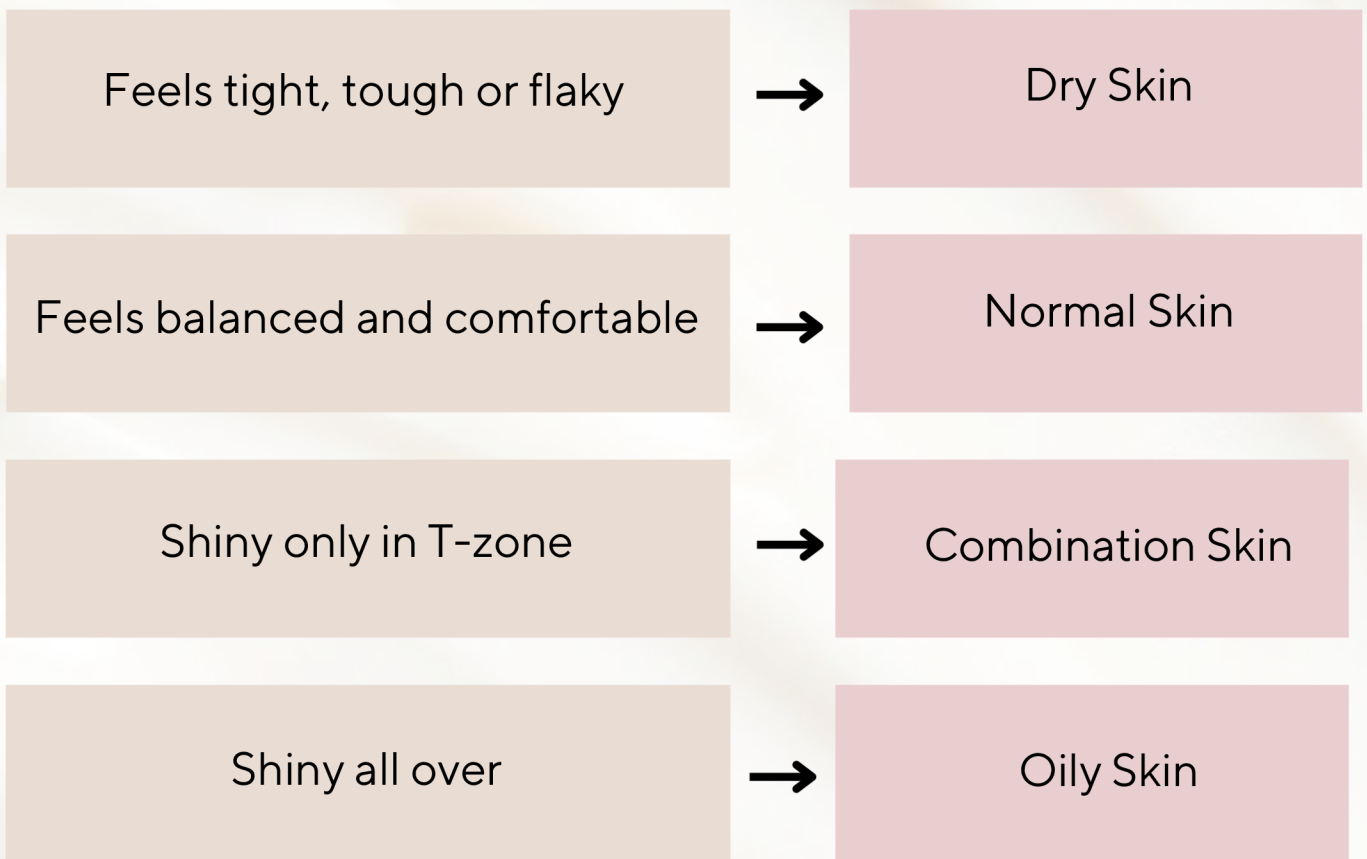 Feels tight, tough or flaky
Dry Skin
Feels balanced and comfortable
Normal Skin
Shiny only in T-zone
Combination Skin
Shiny all over
Oily Skin